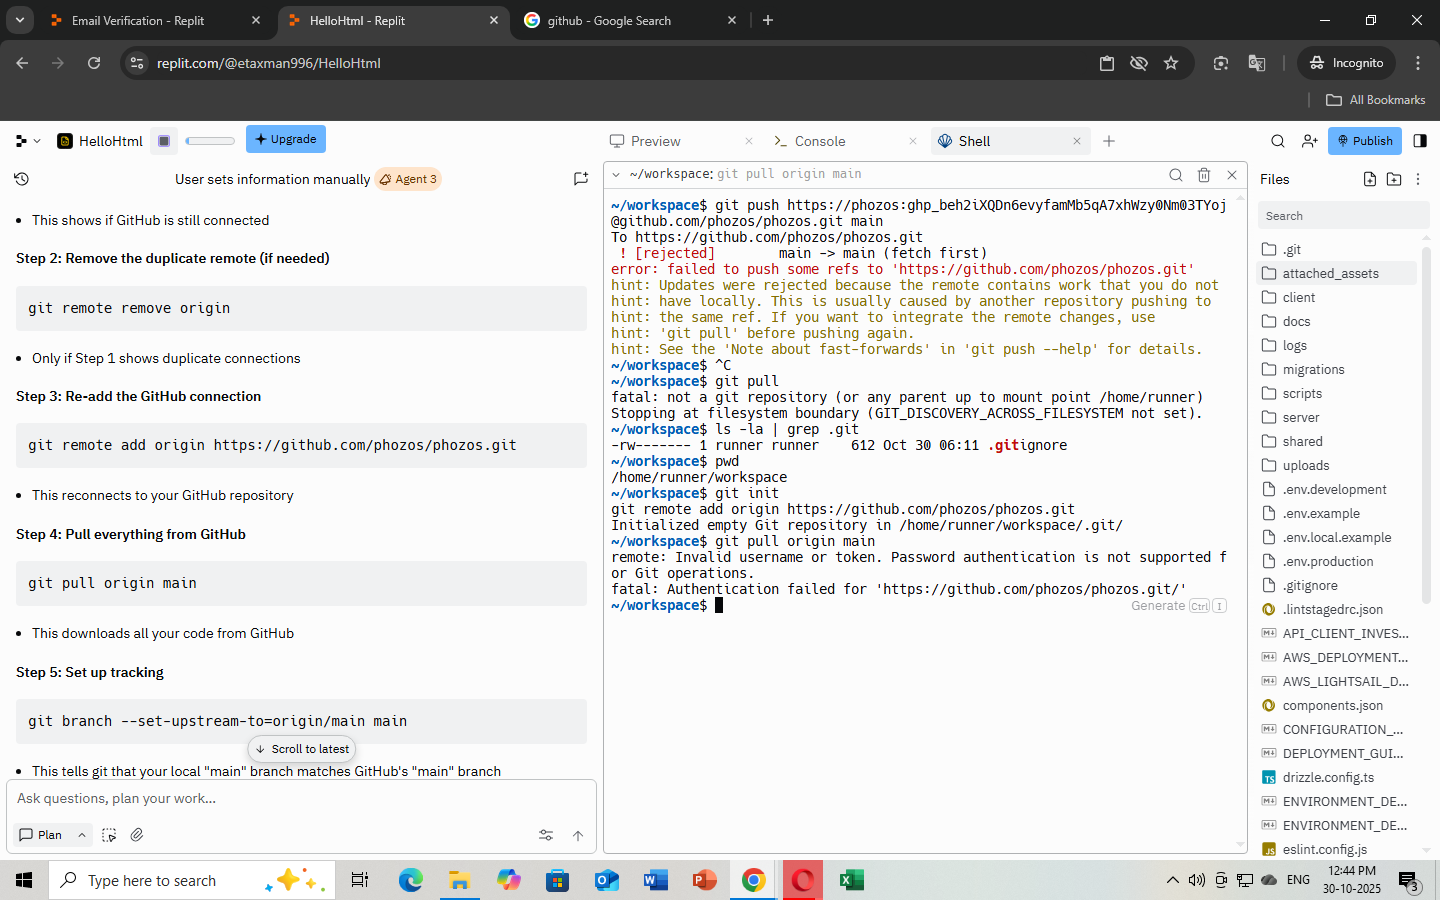 Email Verification - Replit
HelloHtml - Replit
github - Google Search
replit.com/@etaxman996/HelloHtml
Incognito
All Bookmarks
HelloHtml
Upgrade
Preview
Console
Shell
Publish
User sets information manually
Agent 3
~/workspace: git pull origin main
Files
Search
This shows if GitHub is still connected
Step 2: Remove the duplicate remote (if needed)
git remote remove origin
Only if Step 1 shows duplicate connections
Step 3: Re-add the GitHub connection
git remote add origin https://github.com/phozos/phozos.git
This reconnects to your GitHub repository
Step 4: Pull everything from GitHub
git pull origin main
This downloads all your code from GitHub
Step 5: Set up tracking
git branch --set-upstream-to=origin/main main
Scroll to latest
This tells git that your local "main" branch matches GitHub's "main" branch
Ask questions, plan your work...
Plan
~/workspace$ git push https://phozos: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
@github.com/phozos/phozos.git main
To https://github.com/phozos/phozos.git
! [rejected] main -> main (fetch first)
error: failed to push some refs to 'https://github.com/phozos/phozos.git'
hint: Updates were rejected because the remote contains work that you do not
hint: have locally. This is usually caused by another repository pushing to
hint: the same ref. If you want to integrate the remote changes, use
hint: 'git pull' before pushing again.
hint: See the 'Note about fast-forwards' in 'git push --help' for details.
~/workspace$ ^C
~/workspace$ git pull
fatal: not a git repository (or any parent up to mount point /home/runner)
Stopping at filesystem boundary (GIT_DISCOVERY_ACROSS_FILESYSTEM not set).
~/workspace$ ls -la | grep .git
-rw------- 1 runner runner 612 Oct 30 06:11 .gitignore
~/workspace$ pwd
/home/runner/workspace
~/workspace$ git init
git remote add origin https://github.com/phozos/phozos.git
Initialized empty Git repository in /home/runner/workspace/.git/
~/workspace$ git pull origin main
remote: Invalid username or token. Password authentication is not supported f
or Git operations.
fatal: Authentication failed for 'https://github.com/phozos/phozos.git/'
~/workspace$
Generate Ctrl I
.git
attached_assets
client
docs
logs
migrations
scripts
server
shared
uploads
.env.development
.env.example
.env.local.example
.env.production
.gitignore
.lintstagedrc.json
API_CLIENT_INVES...
AWS_DEPLOYMENT...
AWS_LIGHTSAIL_D...
components.json
CONFIGURATION_...
DEPLOYMENT_GUI...
drizzle.config.ts
ENVIRONMENT_DE...
ENVIRONMENT_DE...
eslint.config.js
Type here to search
ENG
12:44 PM
30-10-2025
3